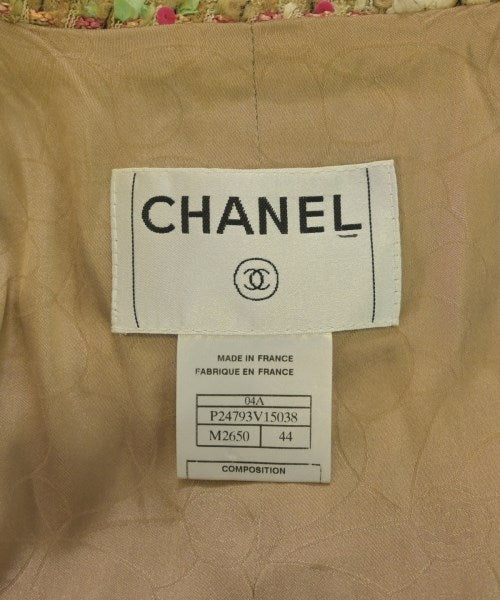 CHANEL
MADE IN FRANCE
FABRIQUE EN FRANCE
04A
P24793V15038
M2650 44
COMPOSITION